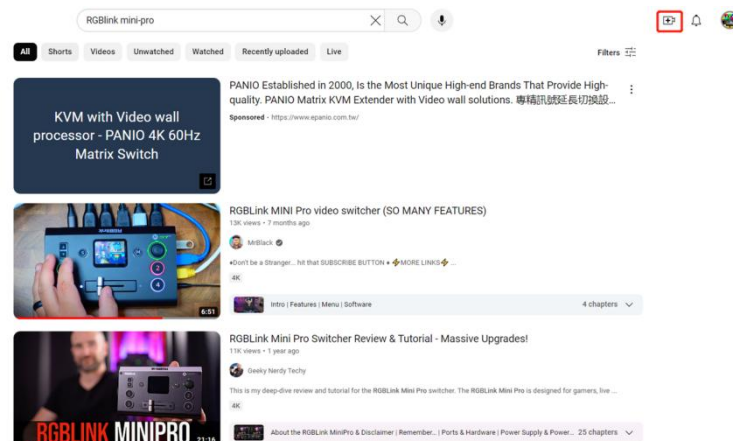 RGBlink mini-pro
All
Shorts
Videos
Unwatched
Watched
Recently uploaded
Live
Filters
KVM with Video wall
processor - PANIO 4K 60Hz
Matrix Switch
PANIO Established in 2000, Is the Most Unique High-end Brands That Provide High-
quality. PANIO Matrix KVM Extender with Video wall solutions. 專精訊號延長切換設...
Sponsored · https://www.epanio.com.tw/
6:51
RGBLink MINI Pro video switcher (SO MANY FEATURES)
13K views • 7 months ago
MrBlack
♦Don't be a Stranger... hit that SUBSCRIBE BUTTON ♦ MORE LINKS ...
4K
Intro | Features | Menu | Software
4 chapters
RGBLINK MINIPRO
21:16
RGBLink Mini Pro Switcher Review & Tutorial - Massive Upgrades!
11K views • 1 year ago
Geeky Nerdy Techy
This is my deep-dive review and tutorial for the RGBLink Mini Pro switcher. The RGBLink Mini Pro is designed for gamers, live ...
4K
About the RGBLink MiniPro & Disclaimer | Remember... | Ports & Hardware | Power Supply & Power...
25 chapters